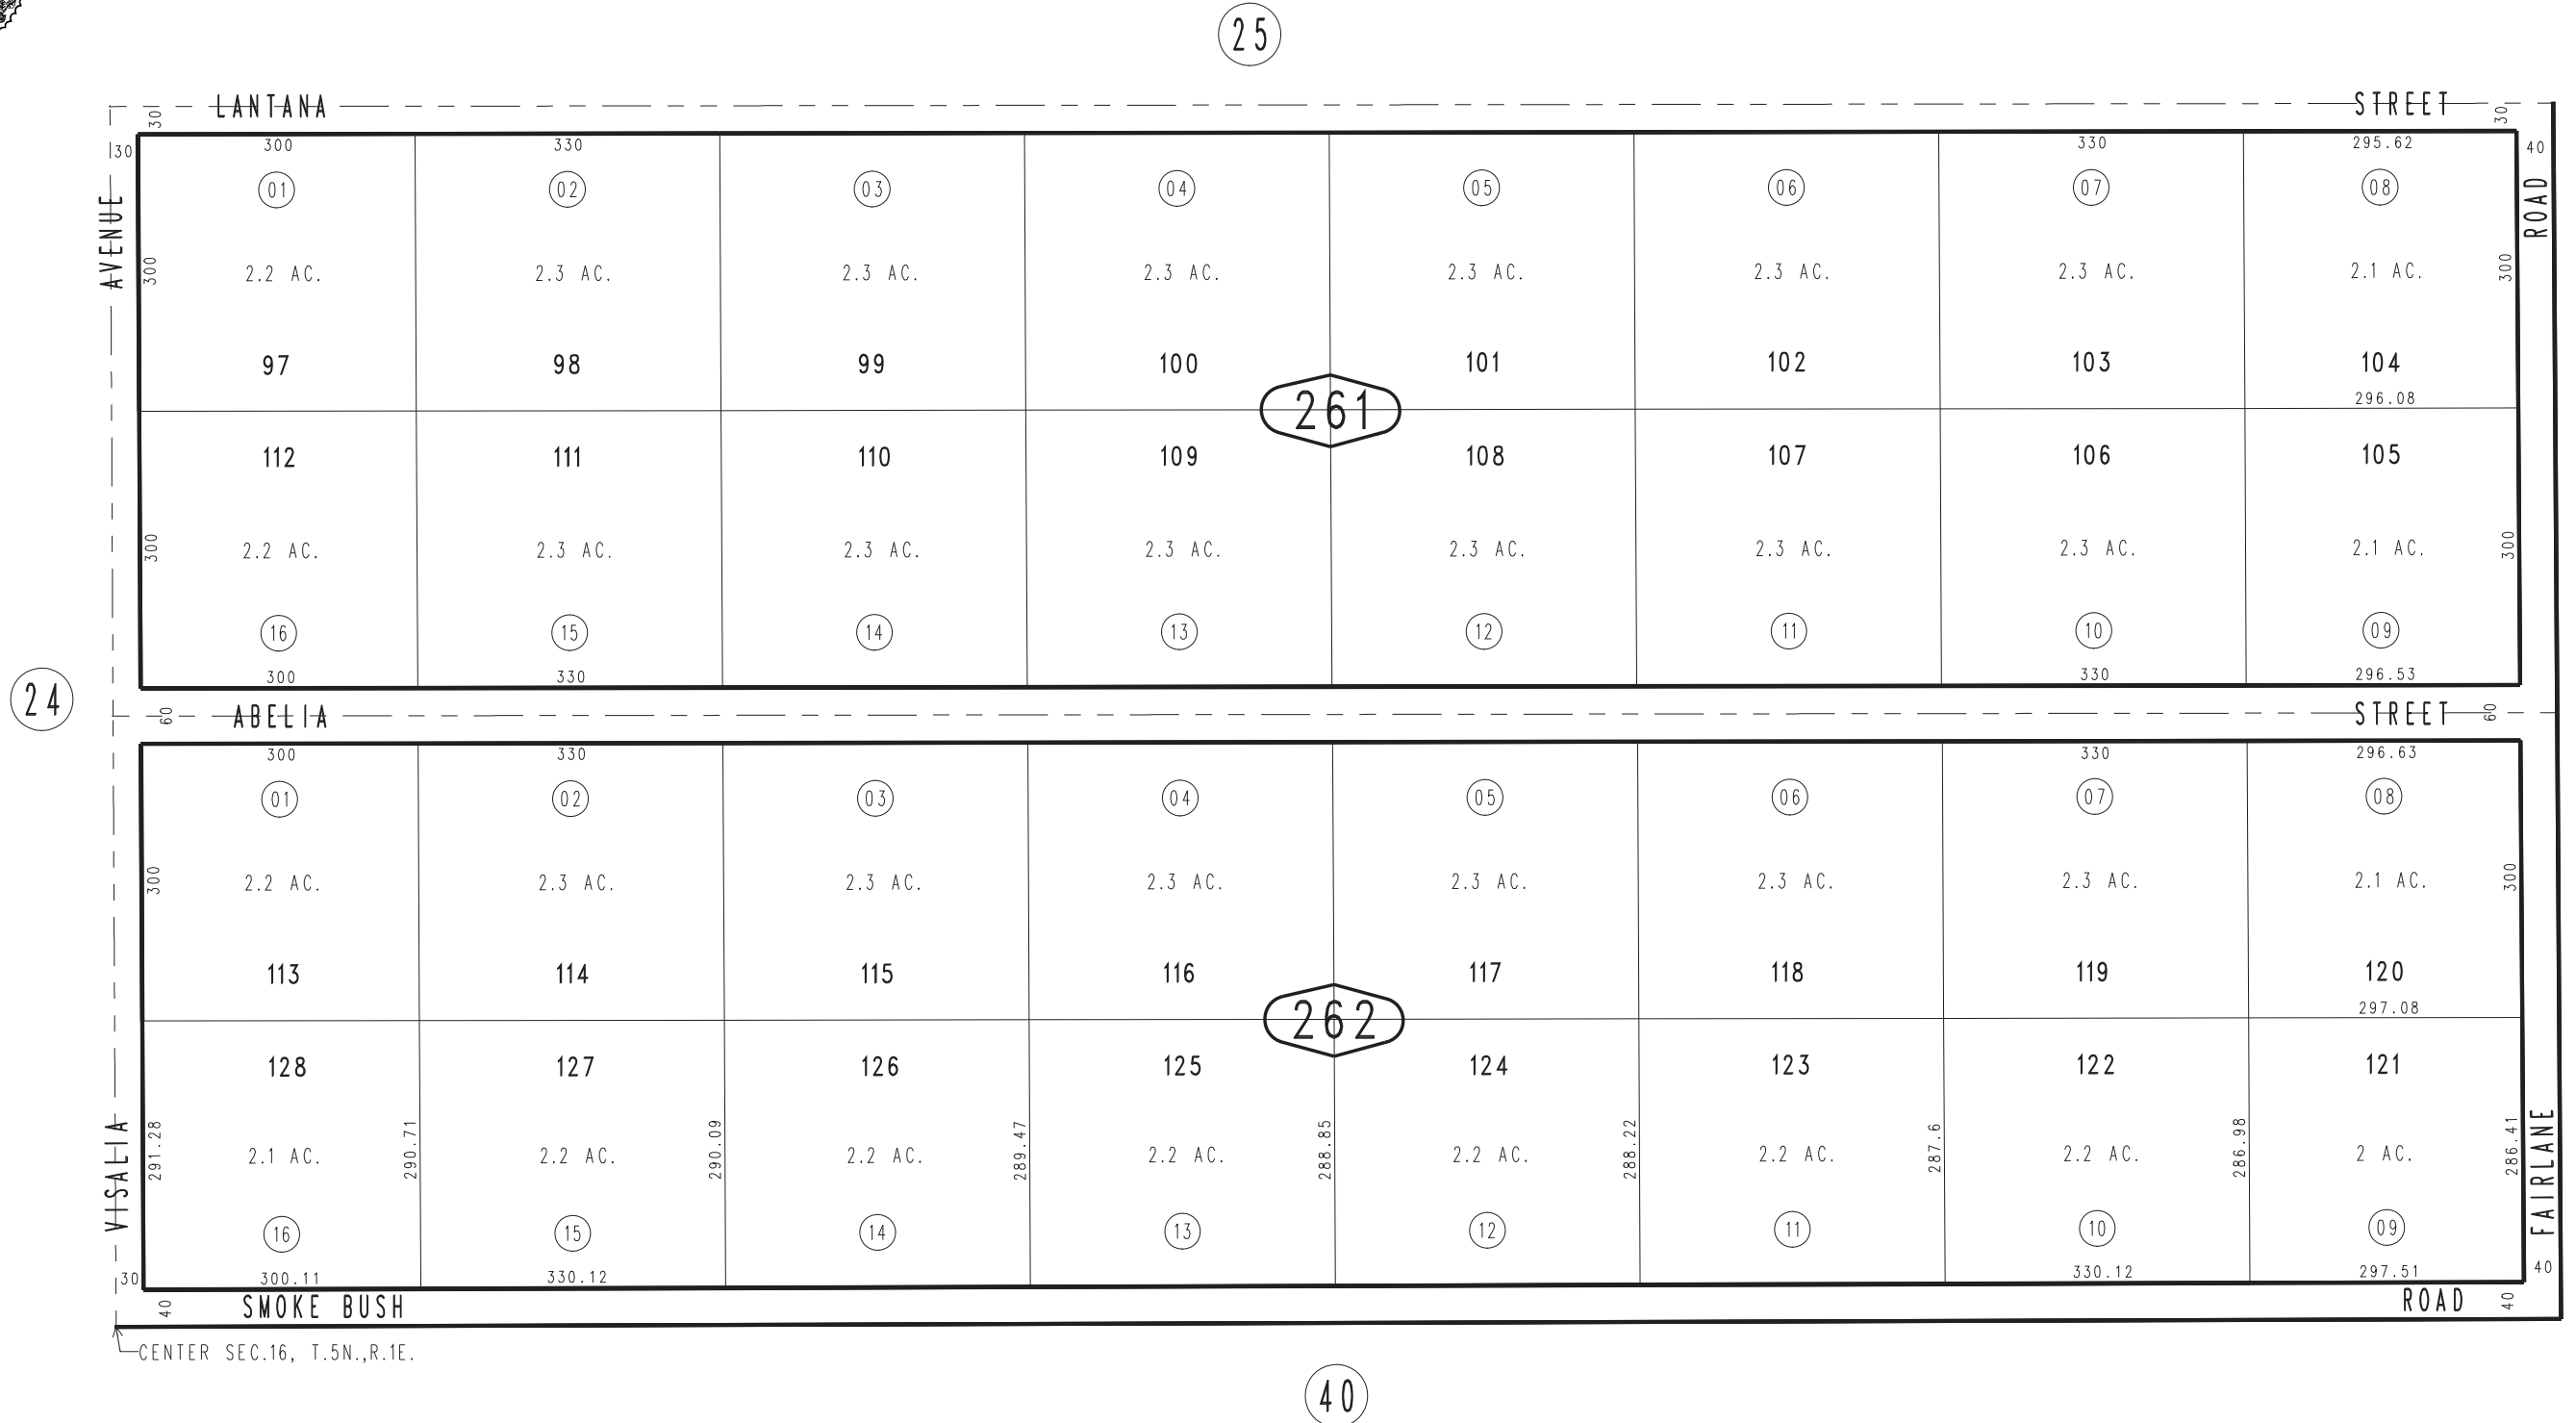 25
LANTANA STREET
30 30
30 300 330 330 295.62 40
01 02 03 04 05 06 07 08
AVENUE ROAD
300 2.2 AC. 2.3 AC. 2.3 AC. 2.3 AC. 2.3 AC. 2.3 AC. 2.3 AC. 2.1 AC. 300
97 98 99 100 101 102 103 104
296.08
261
112 111 110 109 108 107 106 105
300 2.2 AC. 2.3 AC. 2.3 AC. 2.3 AC. 2.3 AC. 2.3 AC. 2.3 AC. 2.1 AC. 300
16 15 14 13 12 11 10 09
300 330 330 296.53
24
60 ABELIA STREET 60
300 330 330 296.63
01 02 03 04 05 06 07 08
300 2.2 AC. 2.3 AC. 2.3 AC. 2.3 AC. 2.3 AC. 2.3 AC. 2.3 AC. 2.1 AC. 300
113 114 115 116 117 118 119 120
297.08
262
128 127 126 125 124 123 122 121
291.28 290.71 290.09 289.47 288.85 288.22 287.6 286.98 286.41
2.1 AC. 2.2 AC. 2.2 AC. 2.2 AC. 2.2 AC. 2.2 AC. 2.2 AC. 2 AC.
VISALIA FAIRLANE
16 15 14 13 12 11 10 09
30 300.11 330.12 330.12 297.51 40
40 SMOKE BUSH ROAD 40
CENTER SEC.16, T.5N.,R.1E.
40